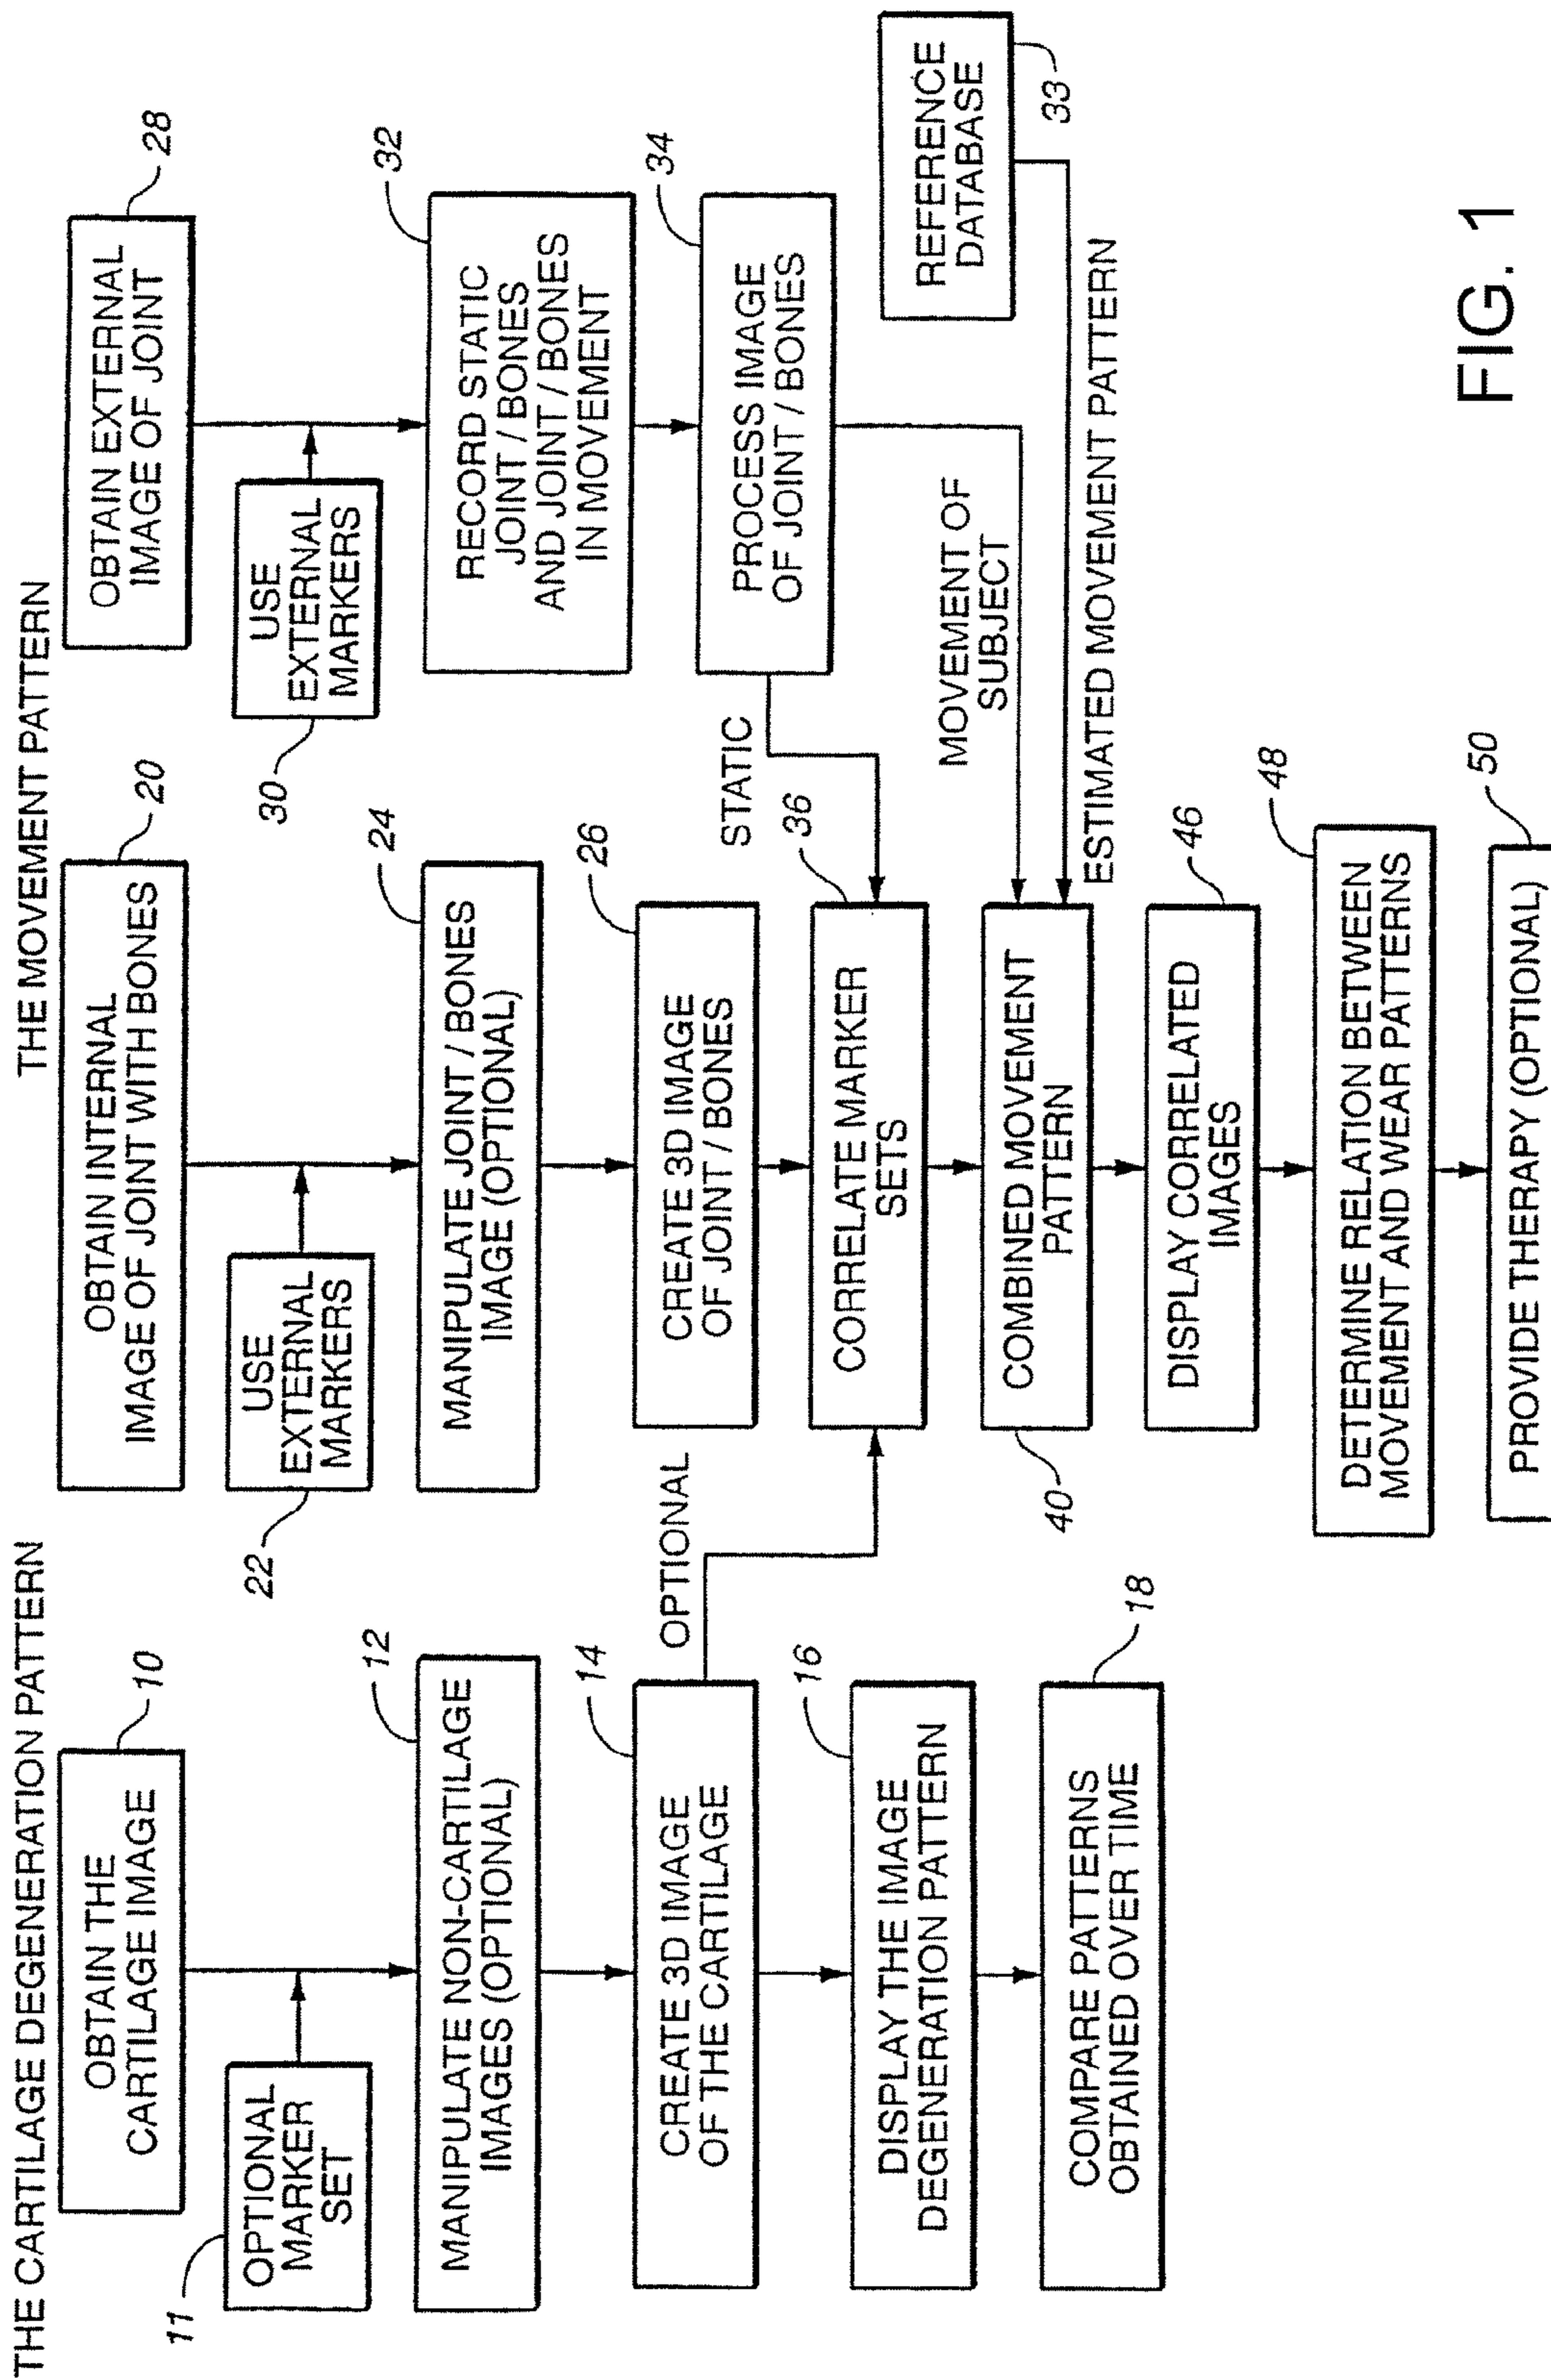 THE CARTILAGE DEGENERATION PATTERN
10
OBTAIN THE
CARTILAGE IMAGE
11
OPTIONAL
MARKER
SET
12
MANIPULATE NON-CARTILAGE
IMAGES (OPTIONAL)
14
CREATE 3D IMAGE
OF THE CARTILAGE
OPTIONAL
16
DISPLAY THE IMAGE
DEGENERATION PATTERN
18
COMPARE PATTERNS
OBTAINED OVER TIME
THE MOVEMENT PATTERN
20
OBTAIN INTERNAL
IMAGE OF JOINT WITH BONES
22
USE
EXTERNAL
MARKERS
24
MANIPULATE JOINT / BONES
IMAGE (OPTIONAL)
26
CREATE 3D IMAGE
OF JOINT / BONES
36
CORRELATE MARKER
SETS
40
COMBINED MOVEMENT
PATTERN
46
DISPLAY CORRELATED
IMAGES
48
DETERMINE RELATION BETWEEN
MOVEMENT AND WEAR PATTERNS
50
PROVIDE THERAPY (OPTIONAL)
28
OBTAIN EXTERNAL
IMAGE OF JOINT
30
USE
EXTERNAL
MARKERS
32
RECORD STATIC
JOINT / BONES
AND JOINT / BONES
IN MOVEMENT
34
PROCESS IMAGE
OF JOINT / BONES
STATIC
MOVEMENT OF
SUBJECT
REFERENCE
DATABASE
33
ESTIMATED MOVEMENT PATTERN
FIG. 1